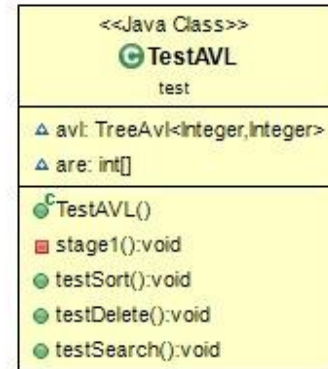 <<Java Class>>
TestAVL
test
avl: TreeAvl<Integer,Integer>
are: int[]
TestAVL()
stage1():void
testSort():void
testDelete():void
testSearch():void